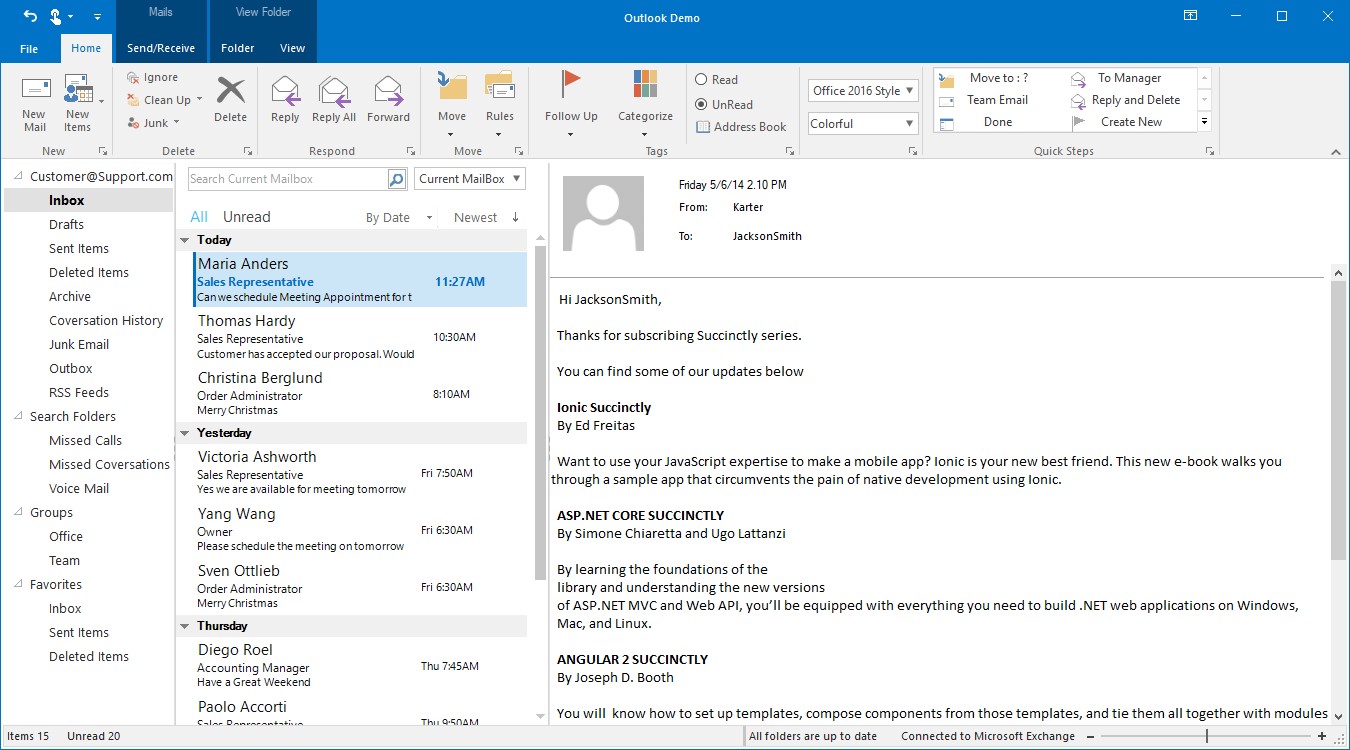 Mails
View Folder
Outlook Demo
File
Home
Send/Receive
Folder
View
New Mail
New Items
Ignore
Clean Up
Junk
Delete
Reply
Reply All
Forward
Move
Rules
Follow Up
Categorize
Read
UnRead
Address Book
Office 2016 Style
Colorful
Move to : ?
To Manager
Team Email
Reply and Delete
Done
Create New
New
Delete
Respond
Move
Tags
Quick Steps
Customer@Support.com
Inbox
Drafts
Sent Items
Deleted Items
Archive
Coversation History
Junk Email
Outbox
RSS Feeds
Search Folders
Missed Calls
Missed Coversations
Voice Mail
Groups
Office
Team
Favorites
Inbox
Sent Items
Deleted Items
Search Current Mailbox
Current MailBox
All Unread By Date Newest
Today
Maria Anders
Sales Representative 11:27AM
Can we schedule Meeting Appointment for t
Thomas Hardy
Sales Representative 10:30AM
Customer has accepted our proposal. Would
Christina Berglund
Order Administrator 8:10AM
Merry Christmas
Yesterday
Victoria Ashworth
Sales Representative Fri 7:50AM
Yes we are available for meeting tomorrow
Yang Wang
Owner Fri 6:30AM
Please schedule the meeting on tomorrow
Sven Ottlieb
Order Administrator Fri 6:30AM
Merry Christmas
Thursday
Diego Roel
Accounting Manager Thu 7:45AM
Have a Great Weekend
Paolo Accorti
Sales Representative Thu 9:50AM
Friday 5/6/14 2.10 PM
From: Karter
To: JacksonSmith
Hi JacksonSmith,
Thanks for subscribing Succinctly series.
You can find some of our updates below
Ionic Succinctly
By Ed Freitas
Want to use your JavaScript expertise to make a mobile app? Ionic is your new best friend. This new e-book walks you
through a sample app that circumvents the pain of native development using Ionic.
ASP.NET CORE SUCCINCTLY
By Simone Chiaretta and Ugo Lattanzi
By learning the foundations of the
library and understanding the new versions
of ASP.NET MVC and Web API, you’ll be equipped with everything you need to build .NET web applications on Windows,
Mac, and Linux.
ANGULAR 2 SUCCINCTLY
By Joseph D. Booth
You will know how to set up templates, compose components from those templates, and tie them all together with modules
Items 15
Unread 20
All folders are up to date
Connected to Microsoft Exchange